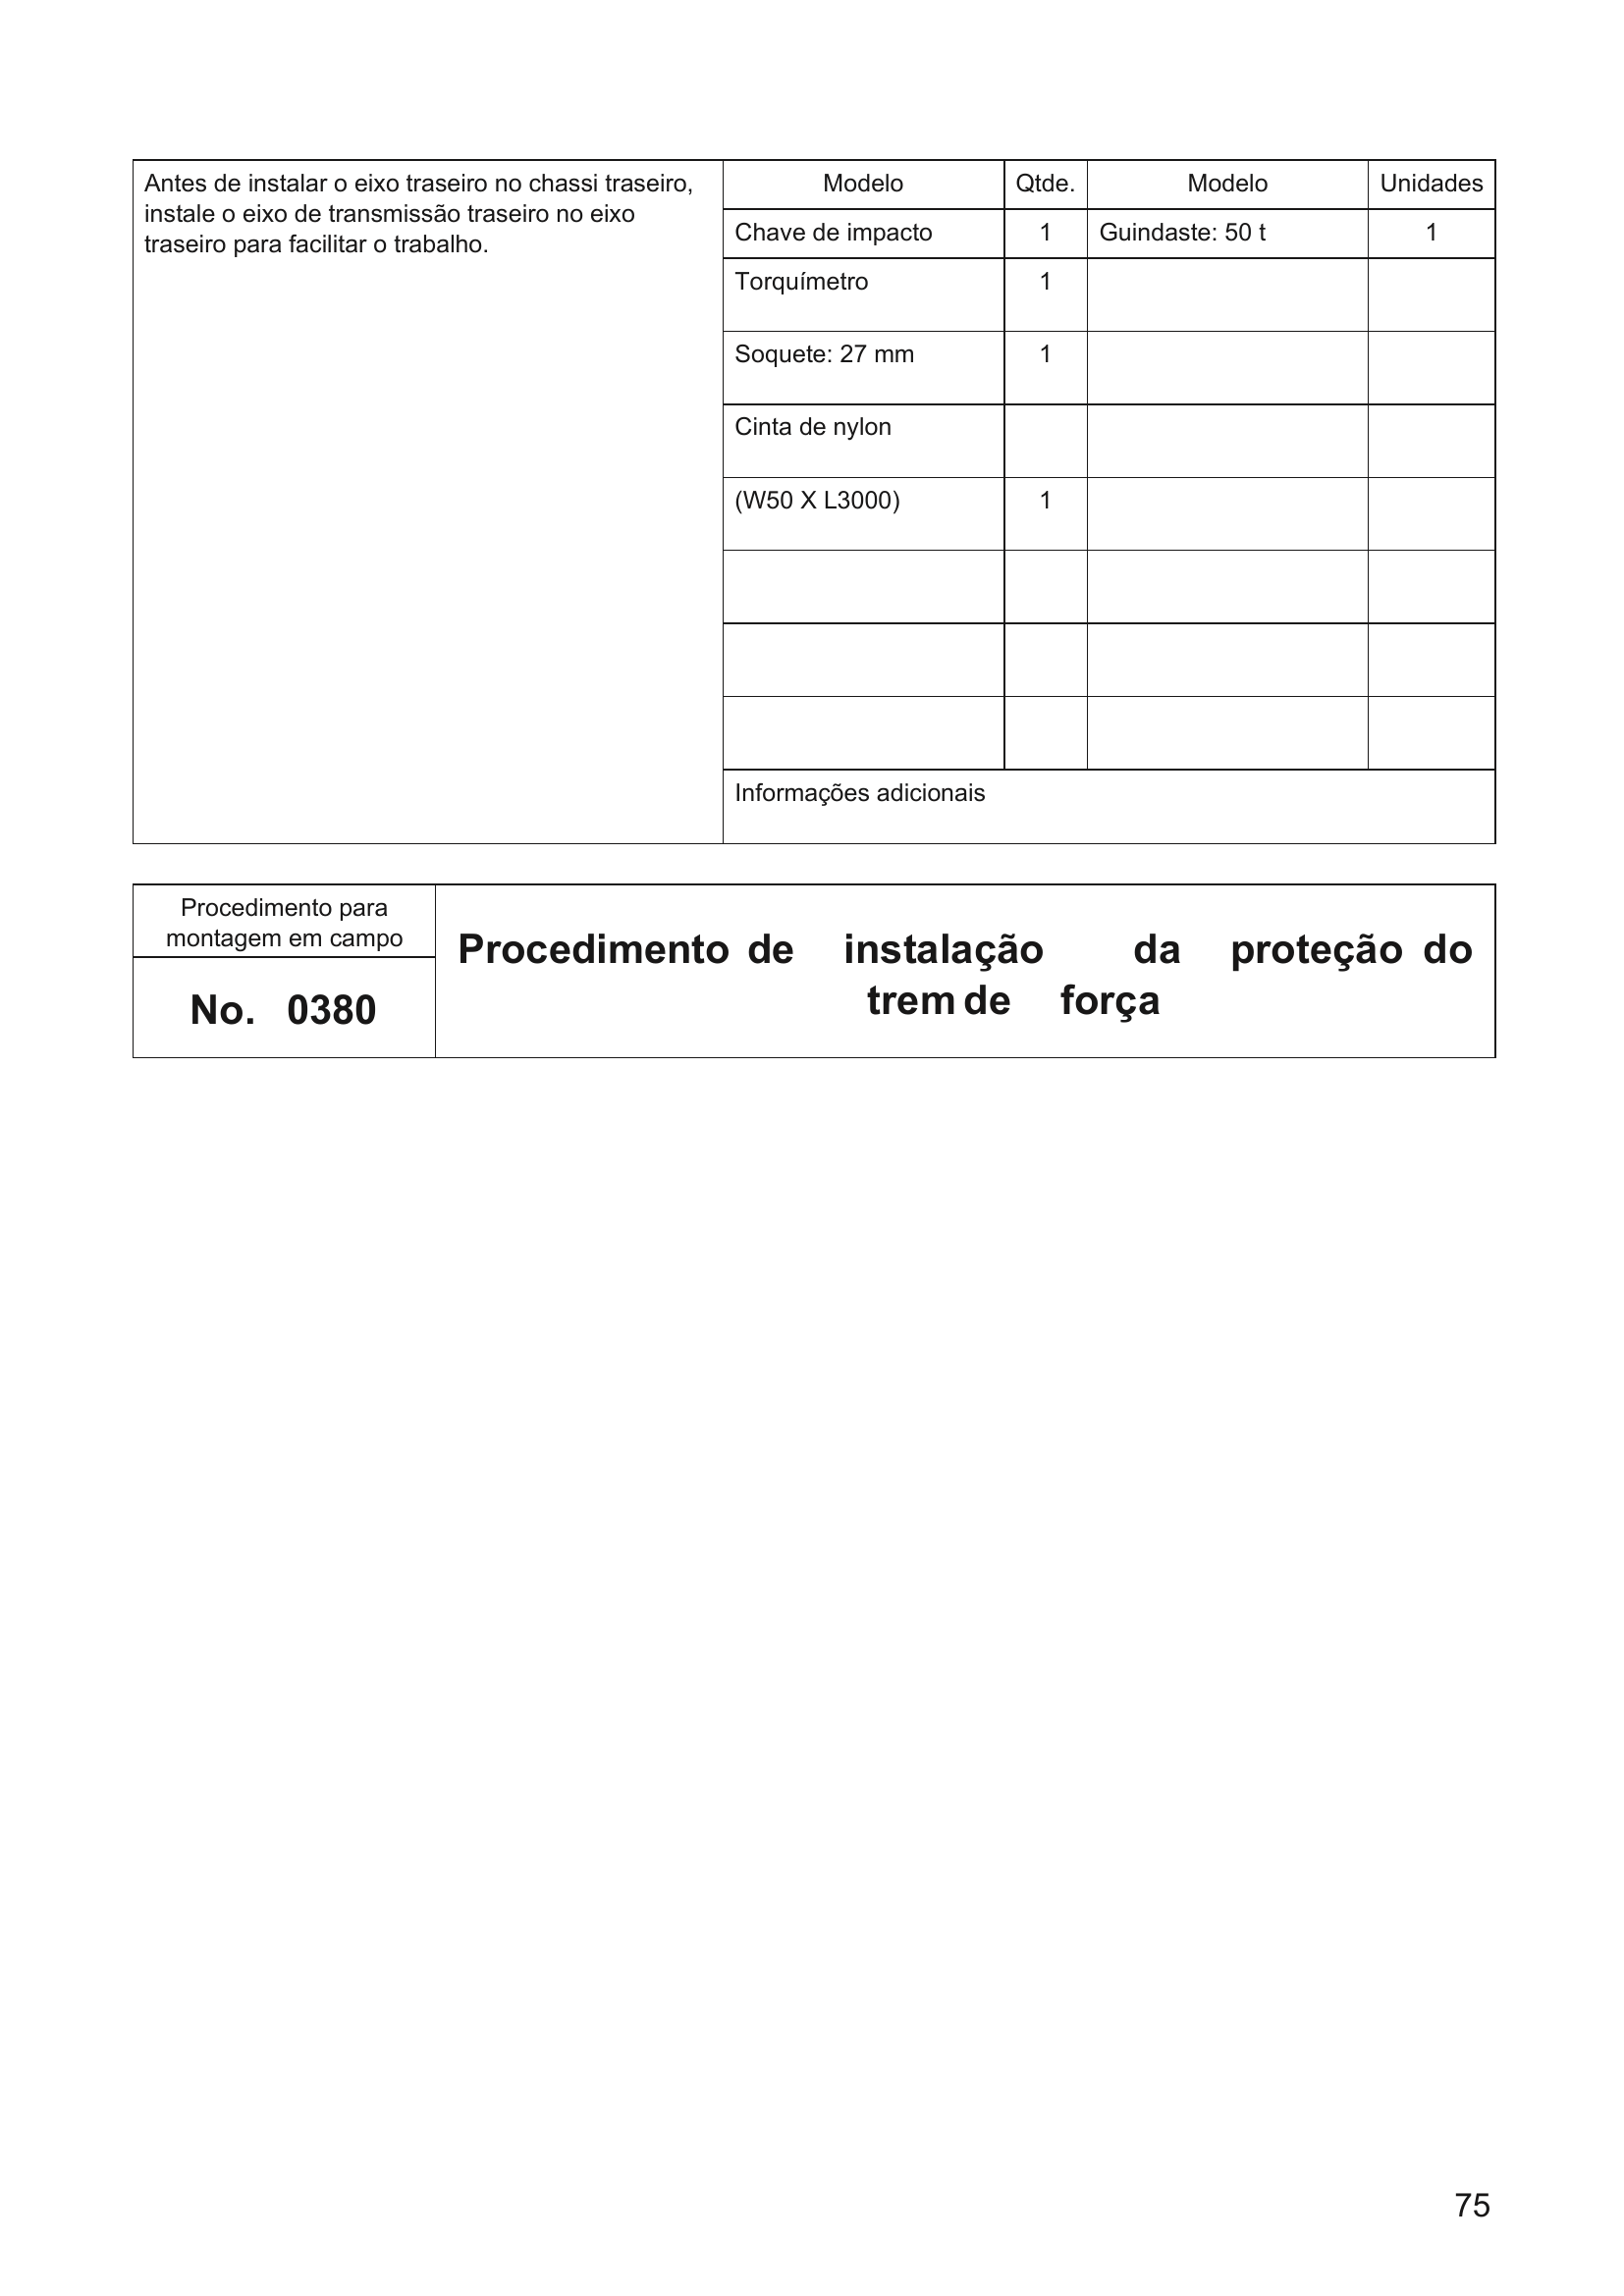 Antes de instalar o eixo traseiro no chassi traseiro,
instale o eixo de transmissão traseiro no eixo
traseiro para facilitar o trabalho.
Modelo Qtde. Modelo Unidades
Chave de impacto 1 Guindaste: 50 t 1
Torquímetro 1
Soquete: 27 mm 1
Cinta de nylon
(W50 X L3000) 1
Informações adicionais
Procedimento para
montagem em campo
No. 0380
Procedimento de instalação da proteção do
trem de força
75